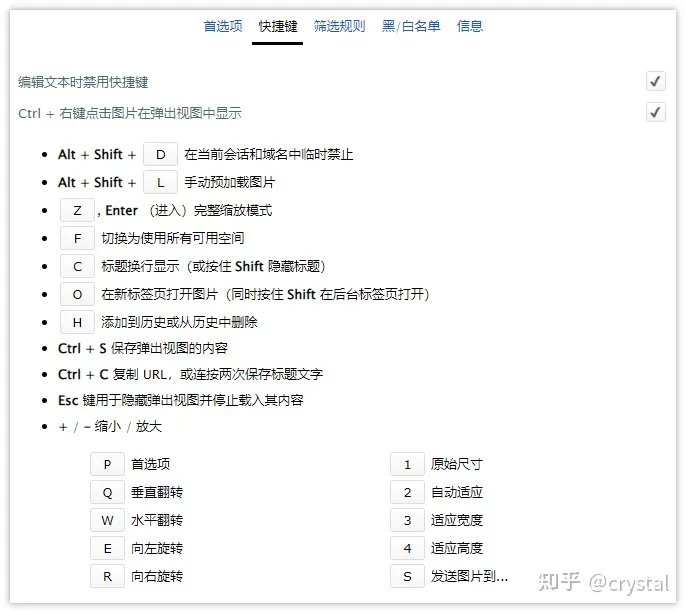 首选项 快捷键 筛选规则 黑/白名单 信息
编辑文本时禁用快捷键
Ctrl + 右键点击图片在弹出视图中显示
Alt + Shift + D 在当前会话和域名中临时禁止
Alt + Shift + L 手动预加载图片
Z , Enter （进入）完整缩放模式
F 切换为使用所有可用空间
C 标题换行显示（或按住 Shift 隐藏标题）
O 在新标签页打开图片（同时按住 Shift 在后台标签页打开）
H 添加到历史或从历史中删除
Ctrl + S 保存弹出视图的内容
Ctrl + C 复制 URL，或连按两次保存标题文字
Esc 键用于隐藏弹出视图并停止载入其内容
+ / − 缩小 / 放大
P 首选项 1 原始尺寸
Q 垂直翻转 2 自动适应
W 水平翻转 3 适应宽度
E 向左旋转 4 适应高度
R 向右旋转 S 发送图片到...
知乎 @crystal